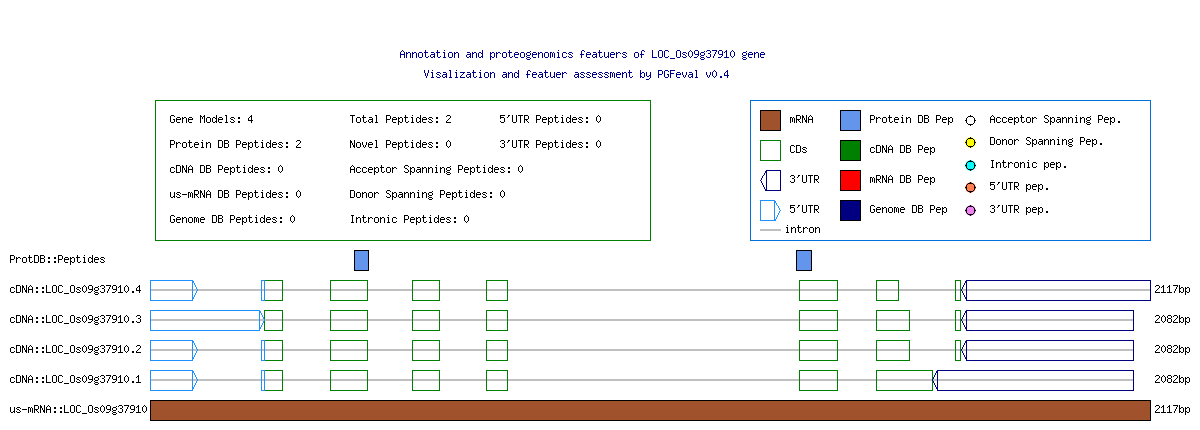 Annotation and proteogenomics featuers of LOC_Os09g37910 gene
Visalization and featuer assessment by PGFeval v0.4
Gene Models: 4 Total Peptides: 2 5'UTR Peptides: 0
Protein DB Peptides: 2 Novel Peptides: 0 3'UTR Peptides: 0
cDNA DB Peptides: 0 Acceptor Spanning Peptides: 0
us-mRNA DB Peptides: 0 Donor Spanning Peptides: 0
Genome DB Peptides: 0 Intronic Peptides: 0
mRNA Protein DB Pep Acceptor Spanning Pep.
CDs cDNA DB Pep Donor Spanning Pep.
3'UTR mRNA DB Pep Intronic pep.
5'UTR Genome DB Pep 5'UTR pep.
intron 3'UTR pep.
ProtDB::Peptides
cDNA::LOC_Os09g37910.4 2117bp
cDNA::LOC_Os09g37910.3 2082bp
cDNA::LOC_Os09g37910.2 2082bp
cDNA::LOC_Os09g37910.1 2082bp
us-mRNA::LOC_Os09g37910 2117bp